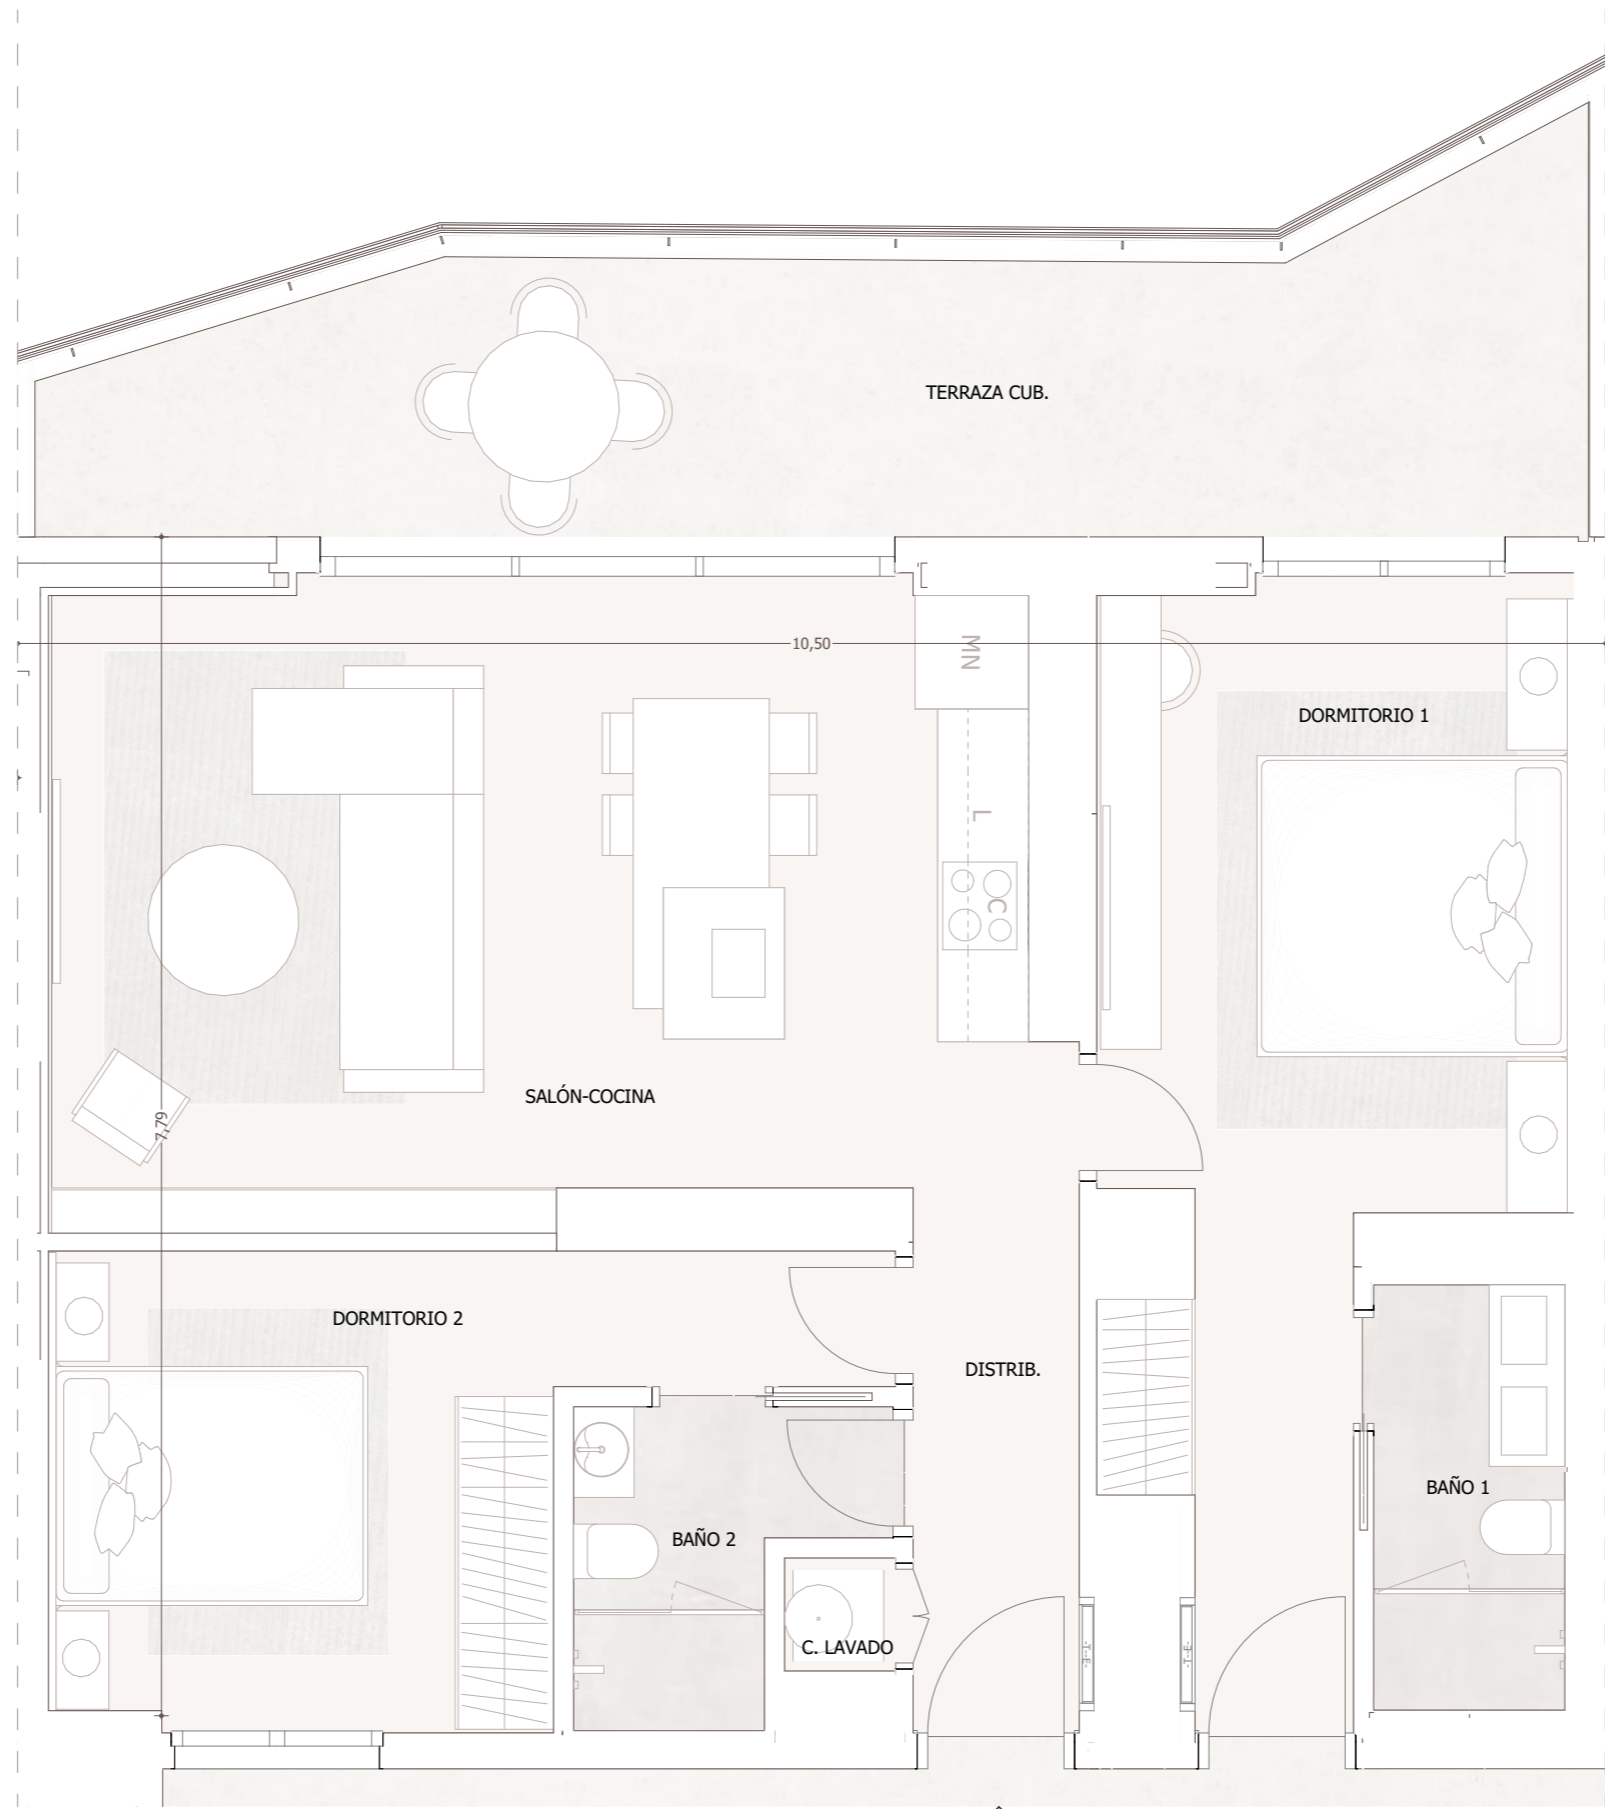 TERRAZA CUB.
10,50
MN
DORMITORIO 1
L
C
SALÓN-COCINA
7,79
DORMITORIO 2
DISTRIB.
BAÑO 1
BAÑO 2
C. LAVADO
-T-E-
-T-E-